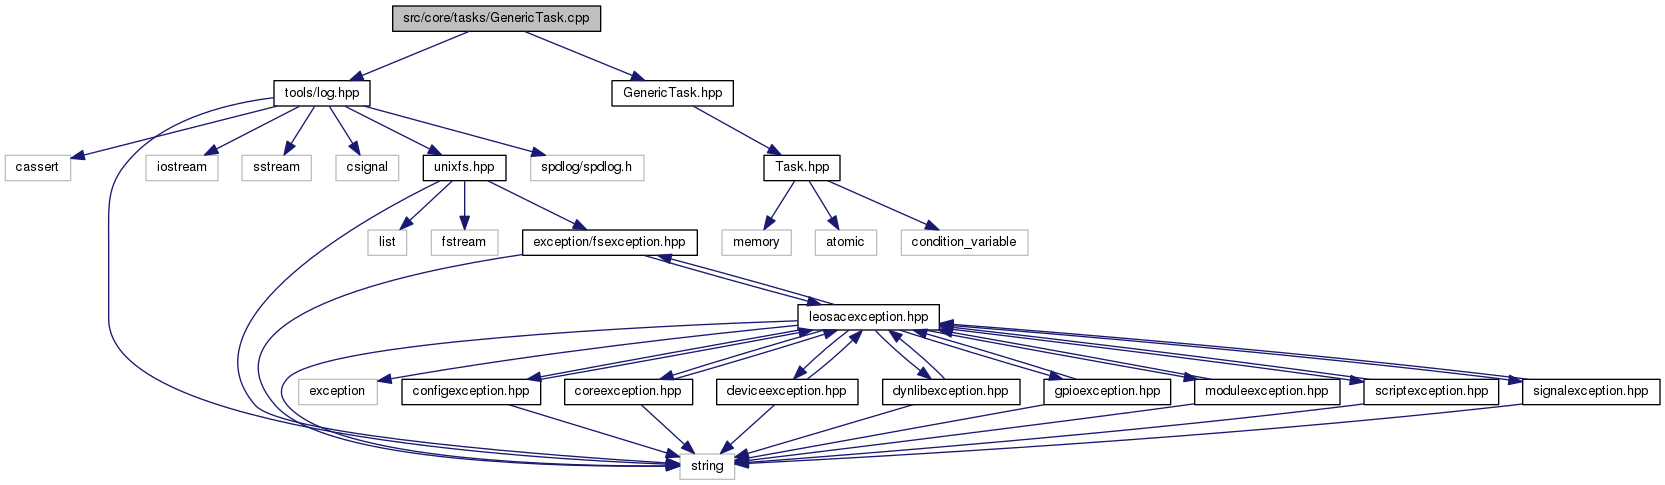 src/core/tasks/GenericTask.cpp
tools/log.hpp
GenericTask.hpp
cassert
iostream
sstream
csignal
unixfs.hpp
spdlog/spdlog.h
Task.hpp
list
fstream
exception/fsexception.hpp
memory
atomic
condition_variable
leosacexception.hpp
exception
configexception.hpp
coreexception.hpp
deviceexception.hpp
dynlibexception.hpp
gpioexception.hpp
moduleexception.hpp
scriptexception.hpp
signalexception.hpp
string